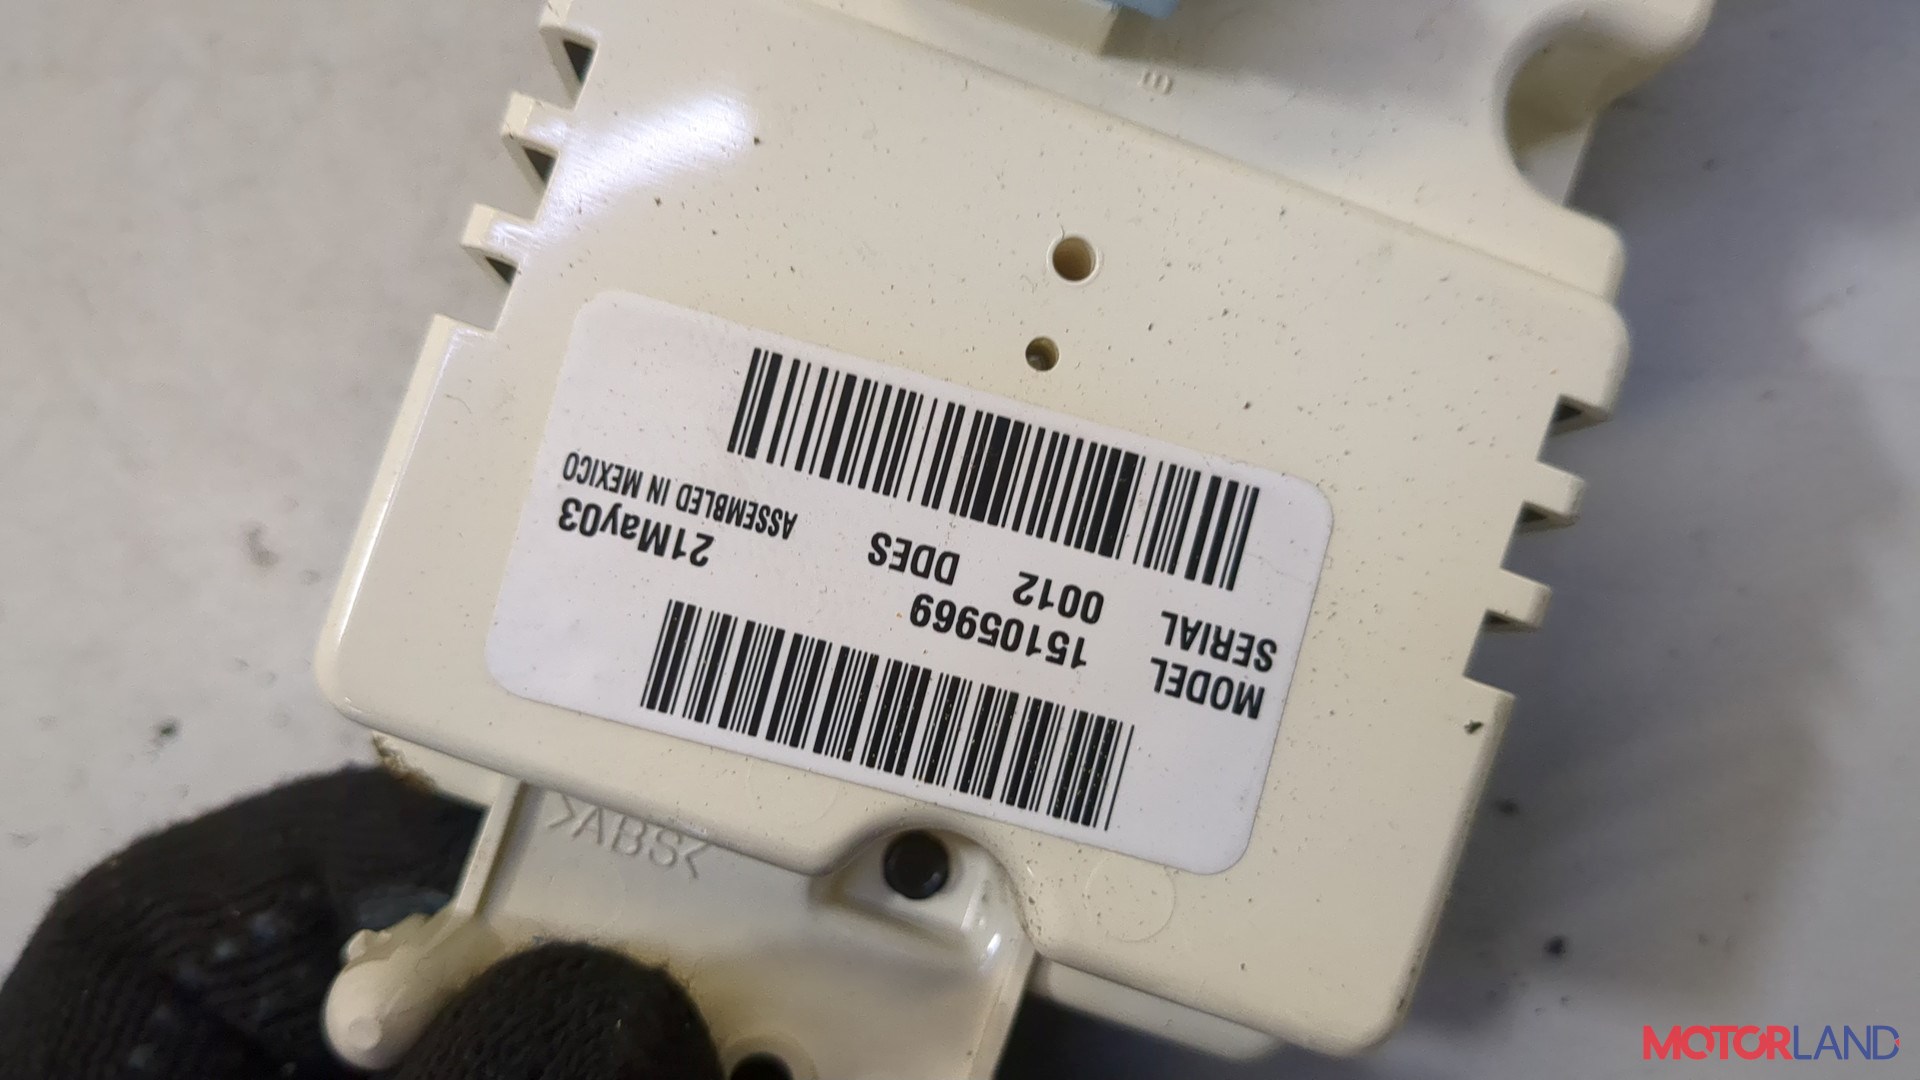 MODEL 15105969
SERIAL 0012 DDES 21May03
ASSEMBLED IN MEXICO
>ABS<
E
MOTORLAND